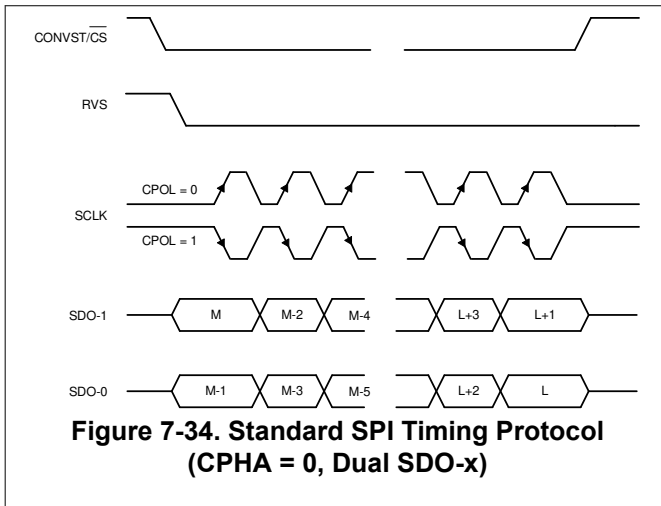 CONVST/CS
RVS
CPOL = 0
SCLK
CPOL = 1
SDO-1 M M-2 M-4 L+3 L+1
SDO-0 M-1 M-3 M-5 L+2 L
Figure 7-34. Standard SPI Timing Protocol
(CPHA = 0, Dual SDO-x)